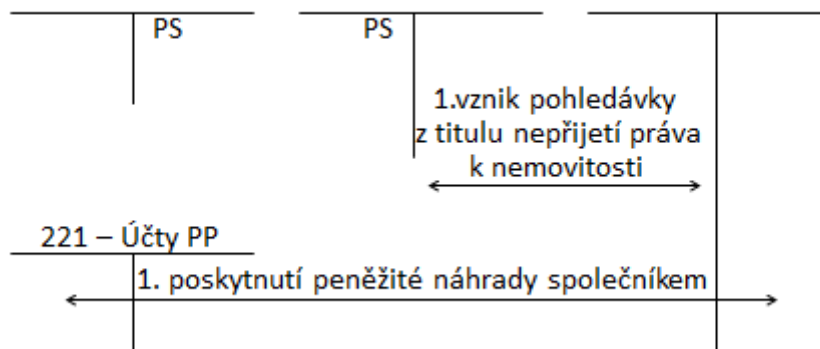 PS
PS
1.vznik pohledávky
z titulu nepřijetí práva
k nemovitosti
221 – Účty PP
1. poskytnutí peněžité náhrady společníkem